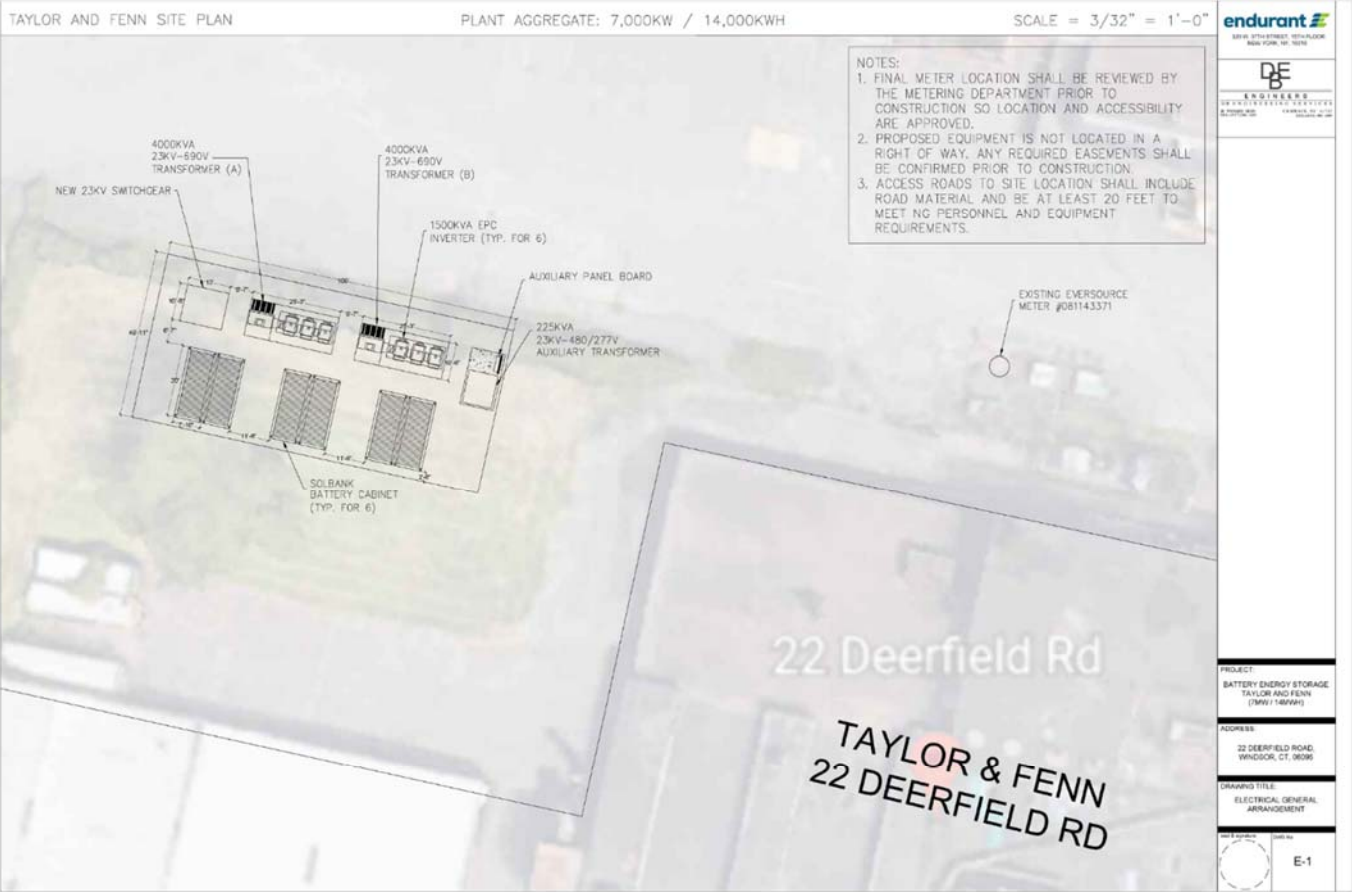 TAYLOR AND FENN SITE PLAN
PLANT AGGREGATE: 7,000KW / 14,000KWH
SCALE = 3/32" = 1'-0"
endurant
NEW YORK, NY,
DBE
ENGINEERS
NOTES:
1. FINAL METER LOCATION SHALL BE REVIEWED BY
THE METERING DEPARTMENT PRIOR TO
CONSTRUCTION SO LOCATION AND ACCESSIBILITY
ARE APPROVED.
2. PROPOSED EQUIPMENT IS NOT LOCATED IN A
RIGHT OF WAY. ANY REQUIRED EASEMENTS SHALL
BE CONFIRMED PRIOR TO CONSTRUCTION.
3. ACCESS ROADS TO SITE LOCATION SHALL INCLUDE
ROAD MATERIAL AND BE AT LEAST 20 FEET TO
MEET NG PERSONNEL AND EQUIPMENT
REQUIREMENTS.
4000KVA
23KV-690V
TRANSFORMER (A)
4000KVA
23KV-690V
TRANSFORMER (B)
NEW 23KV SWITCHGEAR
1500KVA EPC
INVERTER (TYP. FOR 6)
AUXILIARY PANEL BOARD
225KVA
23KV-480/277V
AUXILIARY TRANSFORMER
EXISTING EVERSOURCE
METER #081143371
SOLBANK
BATTERY CABINET
(TYP. FOR 6)
22 Deerfield Rd
TAYLOR & FENN
22 DEERFIELD RD
PROJECT:
BATTERY ENERGY STORAGE
TAYLOR AND FENN
(7MW / 14MWH)
ADDRESS:
22 DEERFIELD ROAD,
WINDSOR, CT, 06095
DRAWING TITLE:
ELECTRICAL GENERAL
ARRANGEMENT
E-1